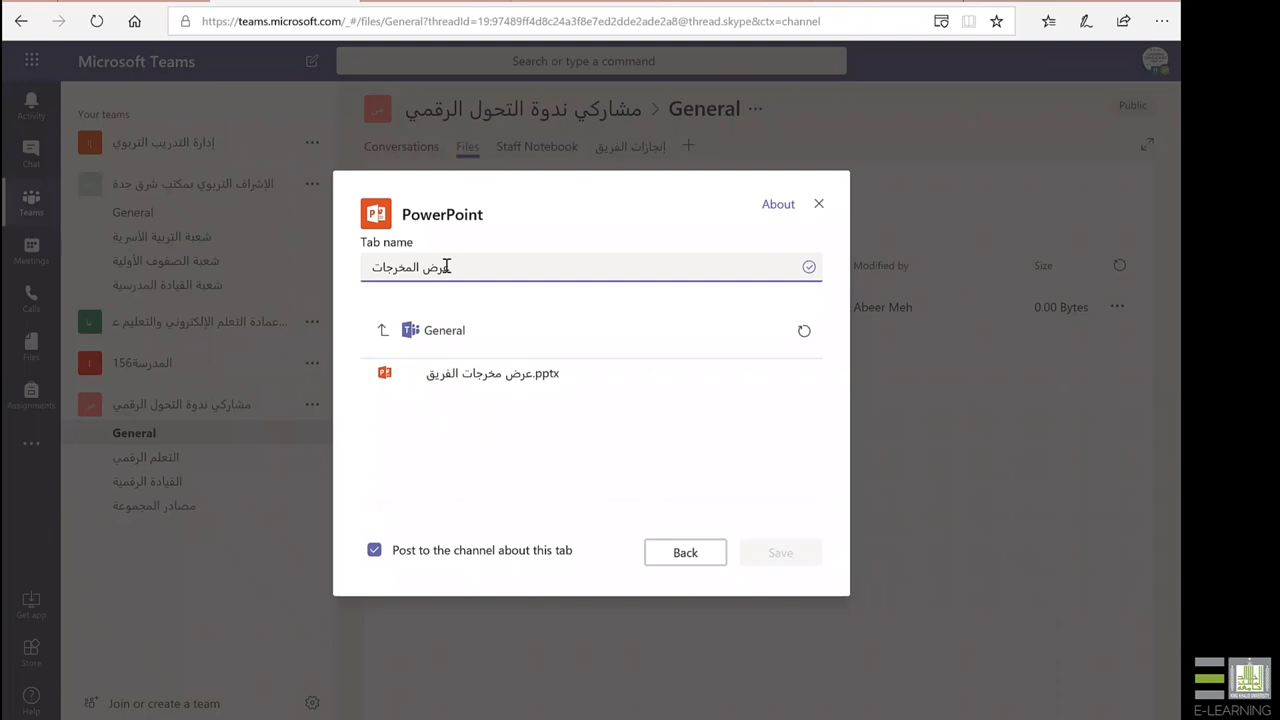 https://teams.microsoft.com/_#/files/General?threadId=19:97489ff4d8c24a3f8e7ed2dde2ade2a8@thread.skype&ctx=channel
Microsoft Teams
Search or type a command
Activity
Chat
Teams
Meetings
Calls
Files
Assignments
Get app
Store
Help
Your teams
إدارة التدريب التربوي
الإشراف التربوي بمكتب شرق جدة
General
شعبة التربية الأسرية
شعبة الصفوف الأولية
شعبة القيادة المدرسية
عمادة التعلم الإلكتروني والتعليم ع...
المدرسة156
مشاركي ندوة التحول الرقمي
General
التعلم الرقمي
القيادة الرقمية
مصادر المجموعة
Join or create a team
مشاركي ندوة التحول الرقمي > General ...
Public
Conversations
Files
Staff Notebook
إنجازات الفريق
Modified by
Size
Abeer Meh
0.00 Bytes
PowerPoint
About
Tab name
عرض المخرجات
General
عرض مخرجات الفريق.pptx
Post to the channel about this tab
Back
Save
KING KHALID UNIVERSITY
E-LEARNING